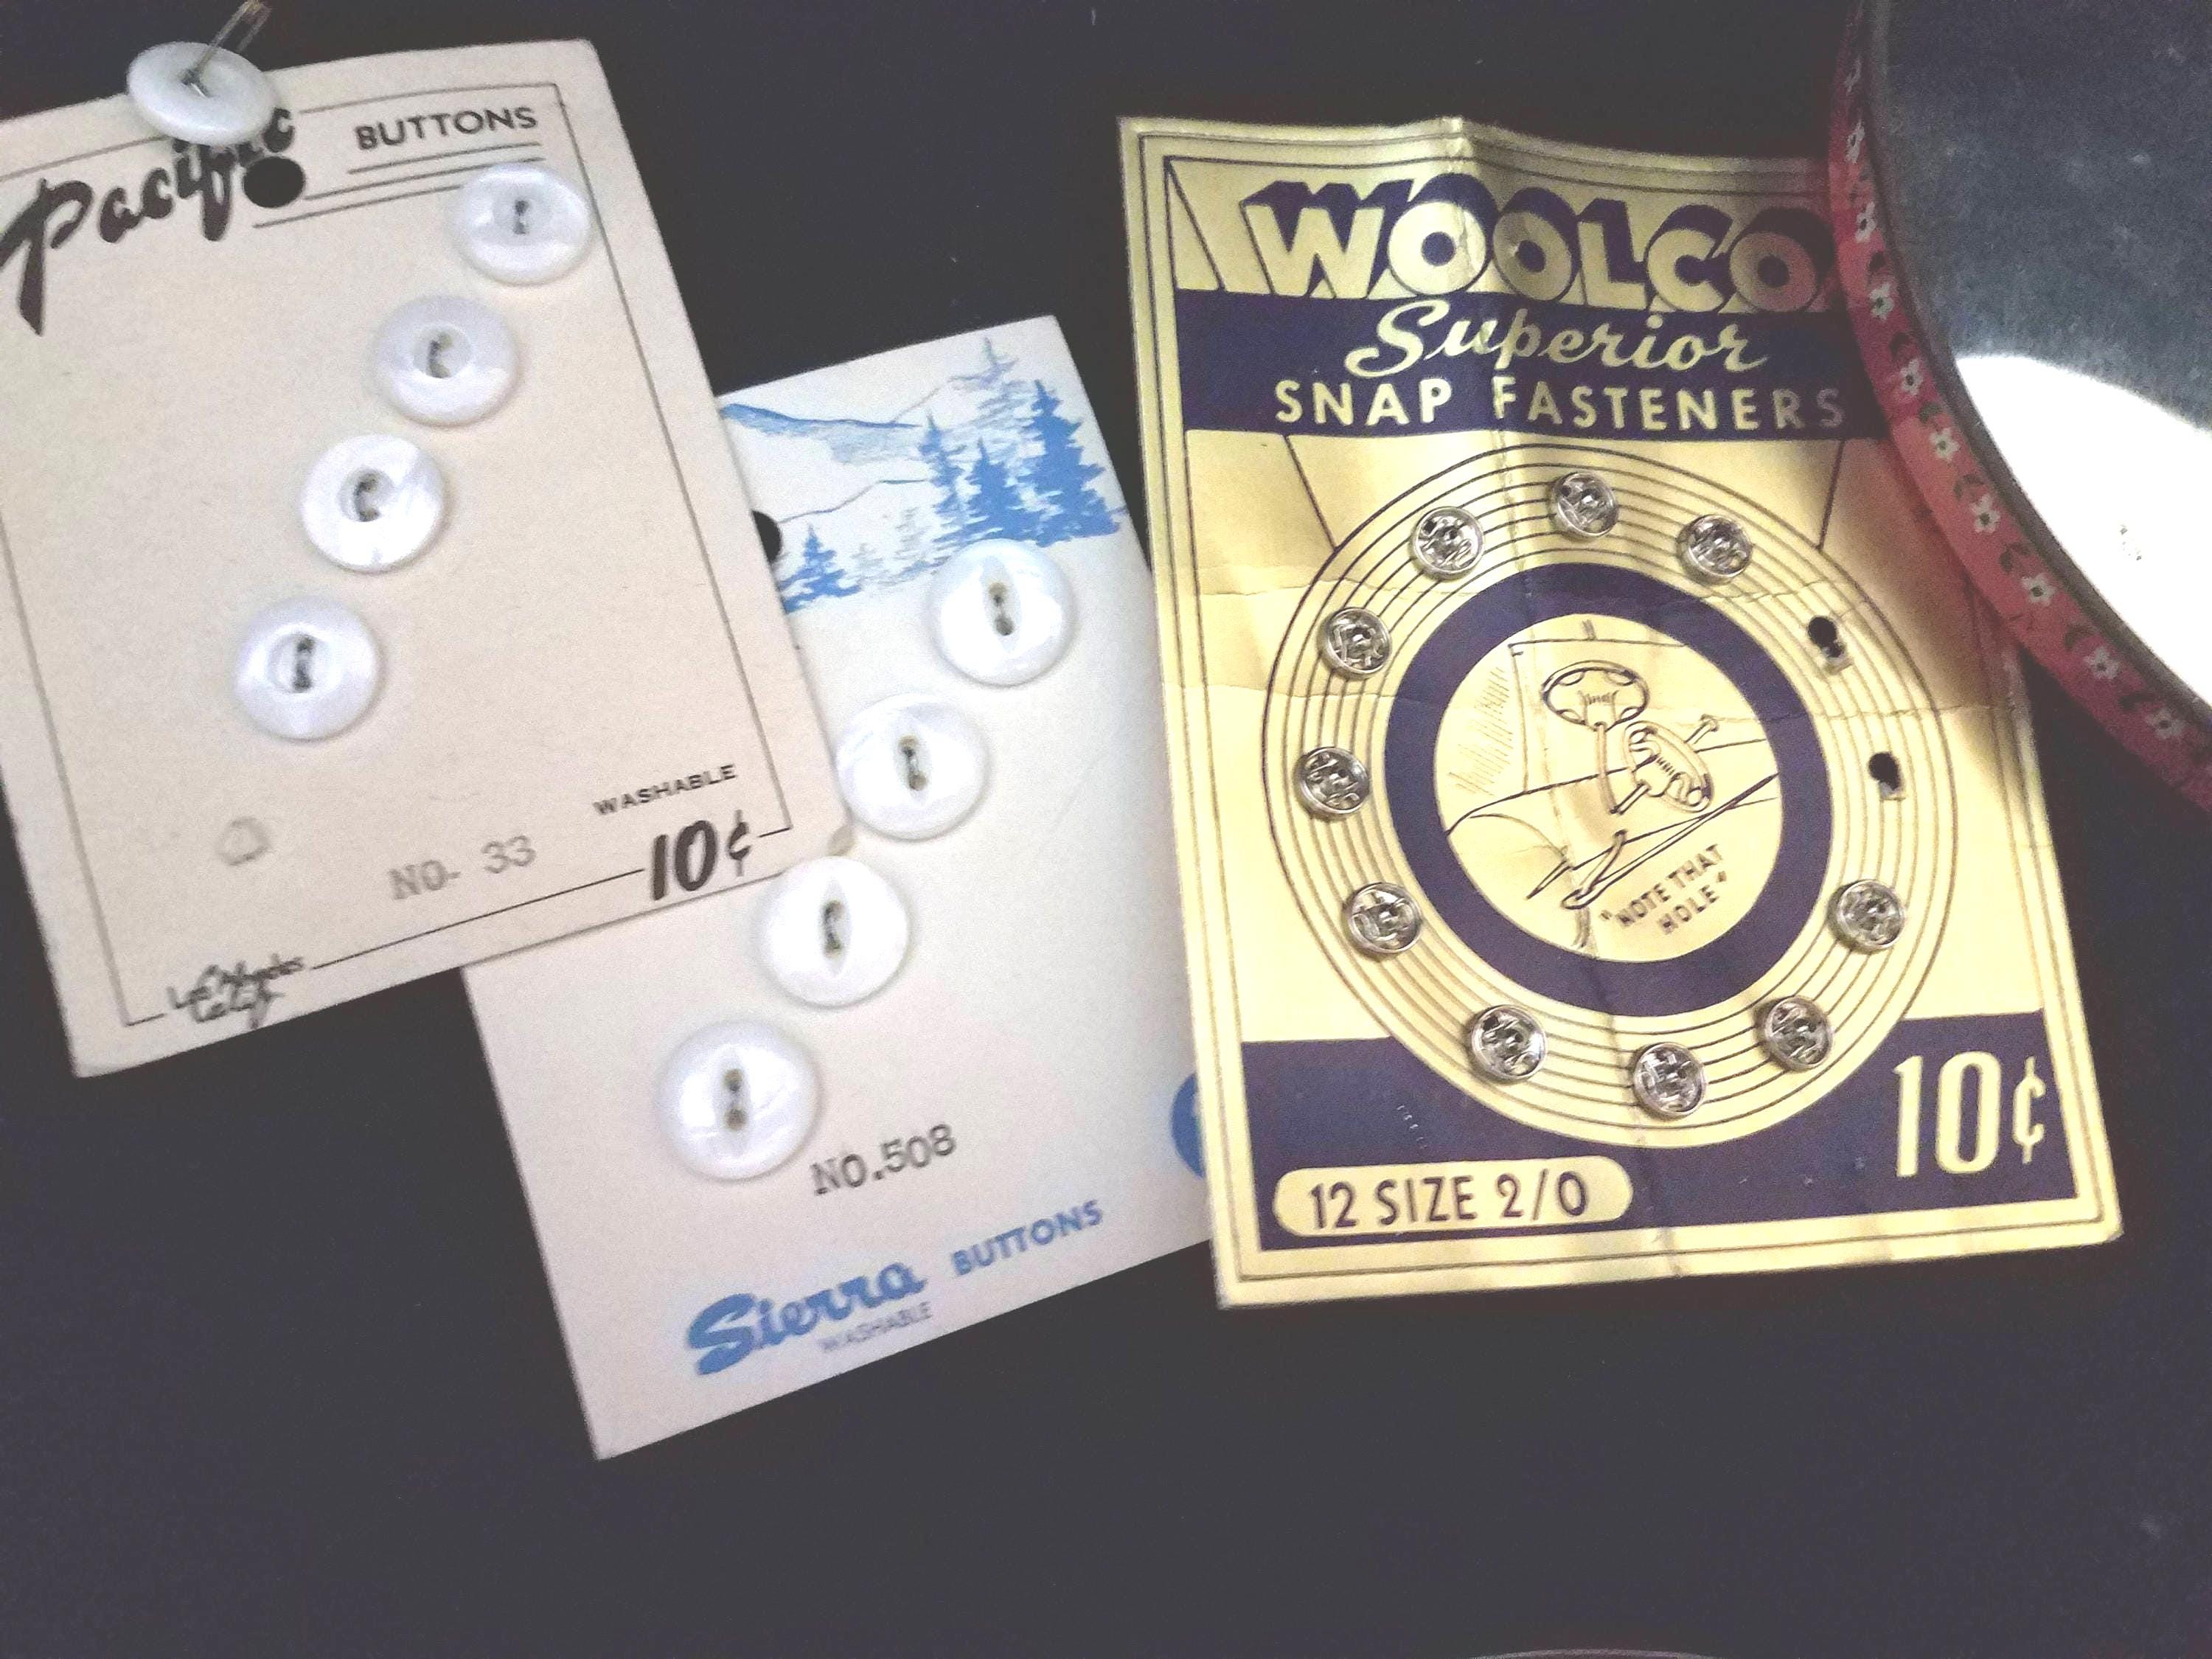 Pacific
BUTTONS
WASHABLE
NO- 33
10¢
Los Angeles
Calif
NO.508
Sierra BUTTONS
WASHABLE
WOOLCO
Superior
SNAP FASTENERS
"NOTE THAT
HOLE"
10¢
12 SIZE 2/0